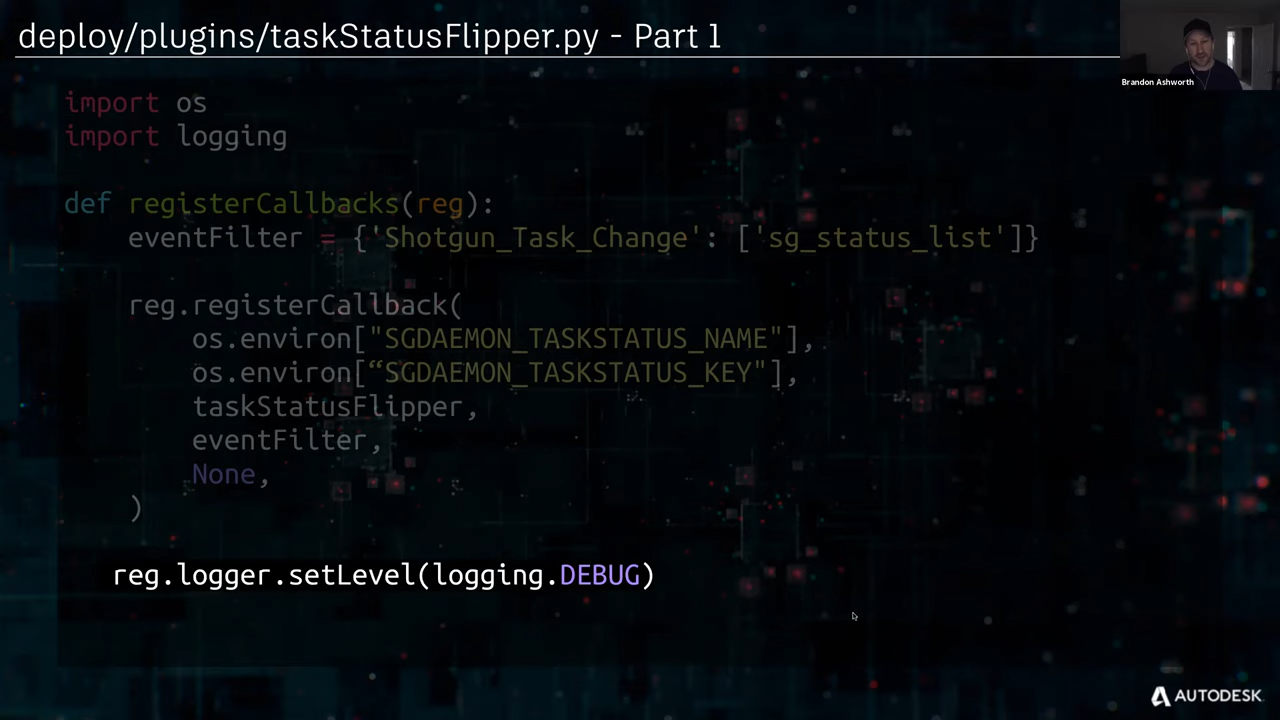 deploy/plugins/taskStatusFlipper.py - Part 1
Brandon Ashworth
import os
import logging
def registerCallbacks(reg):
eventFilter = {'Shotgun_Task_Change': ['sg_status_list']}
reg.registerCallback(
os.environ["SGDAEMON_TASKSTATUS_NAME"],
os.environ[“SGDAEMON_TASKSTATUS_KEY"],
taskStatusFlipper,
eventFilter,
None,
)
reg.logger.setLevel(logging.DEBUG)
AUTODESK